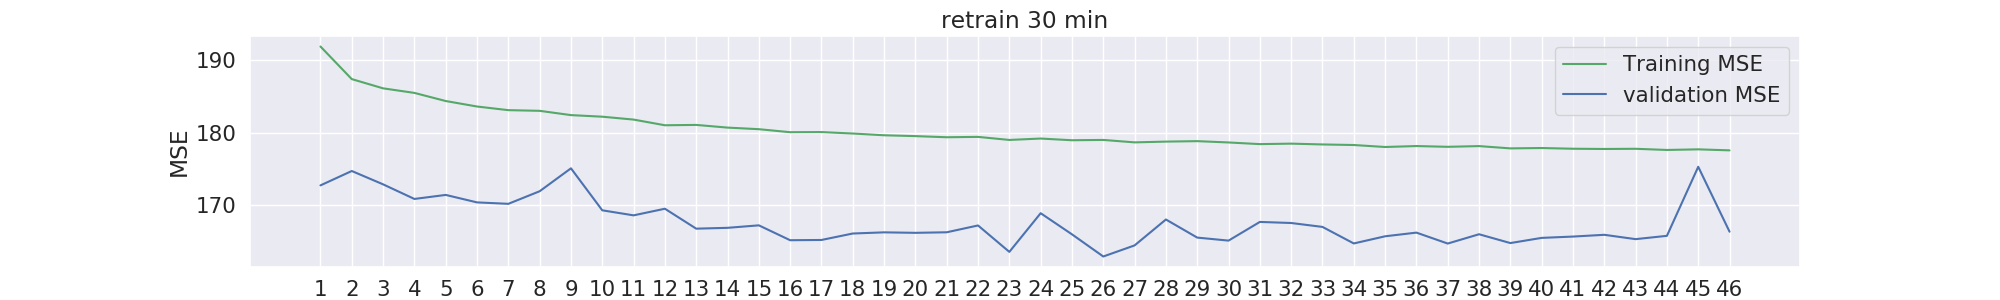 retrain 30 min
190
180
170
MSE
Training MSE
validation MSE
1 2 3 4 5 6 7 8 9 10 11 12 13 14 15 16 17 18 19 20 21 22 23 24 25 26 27 28 29 30 31 32 33 34 35 36 37 38 39 40 41 42 43 44 45 46